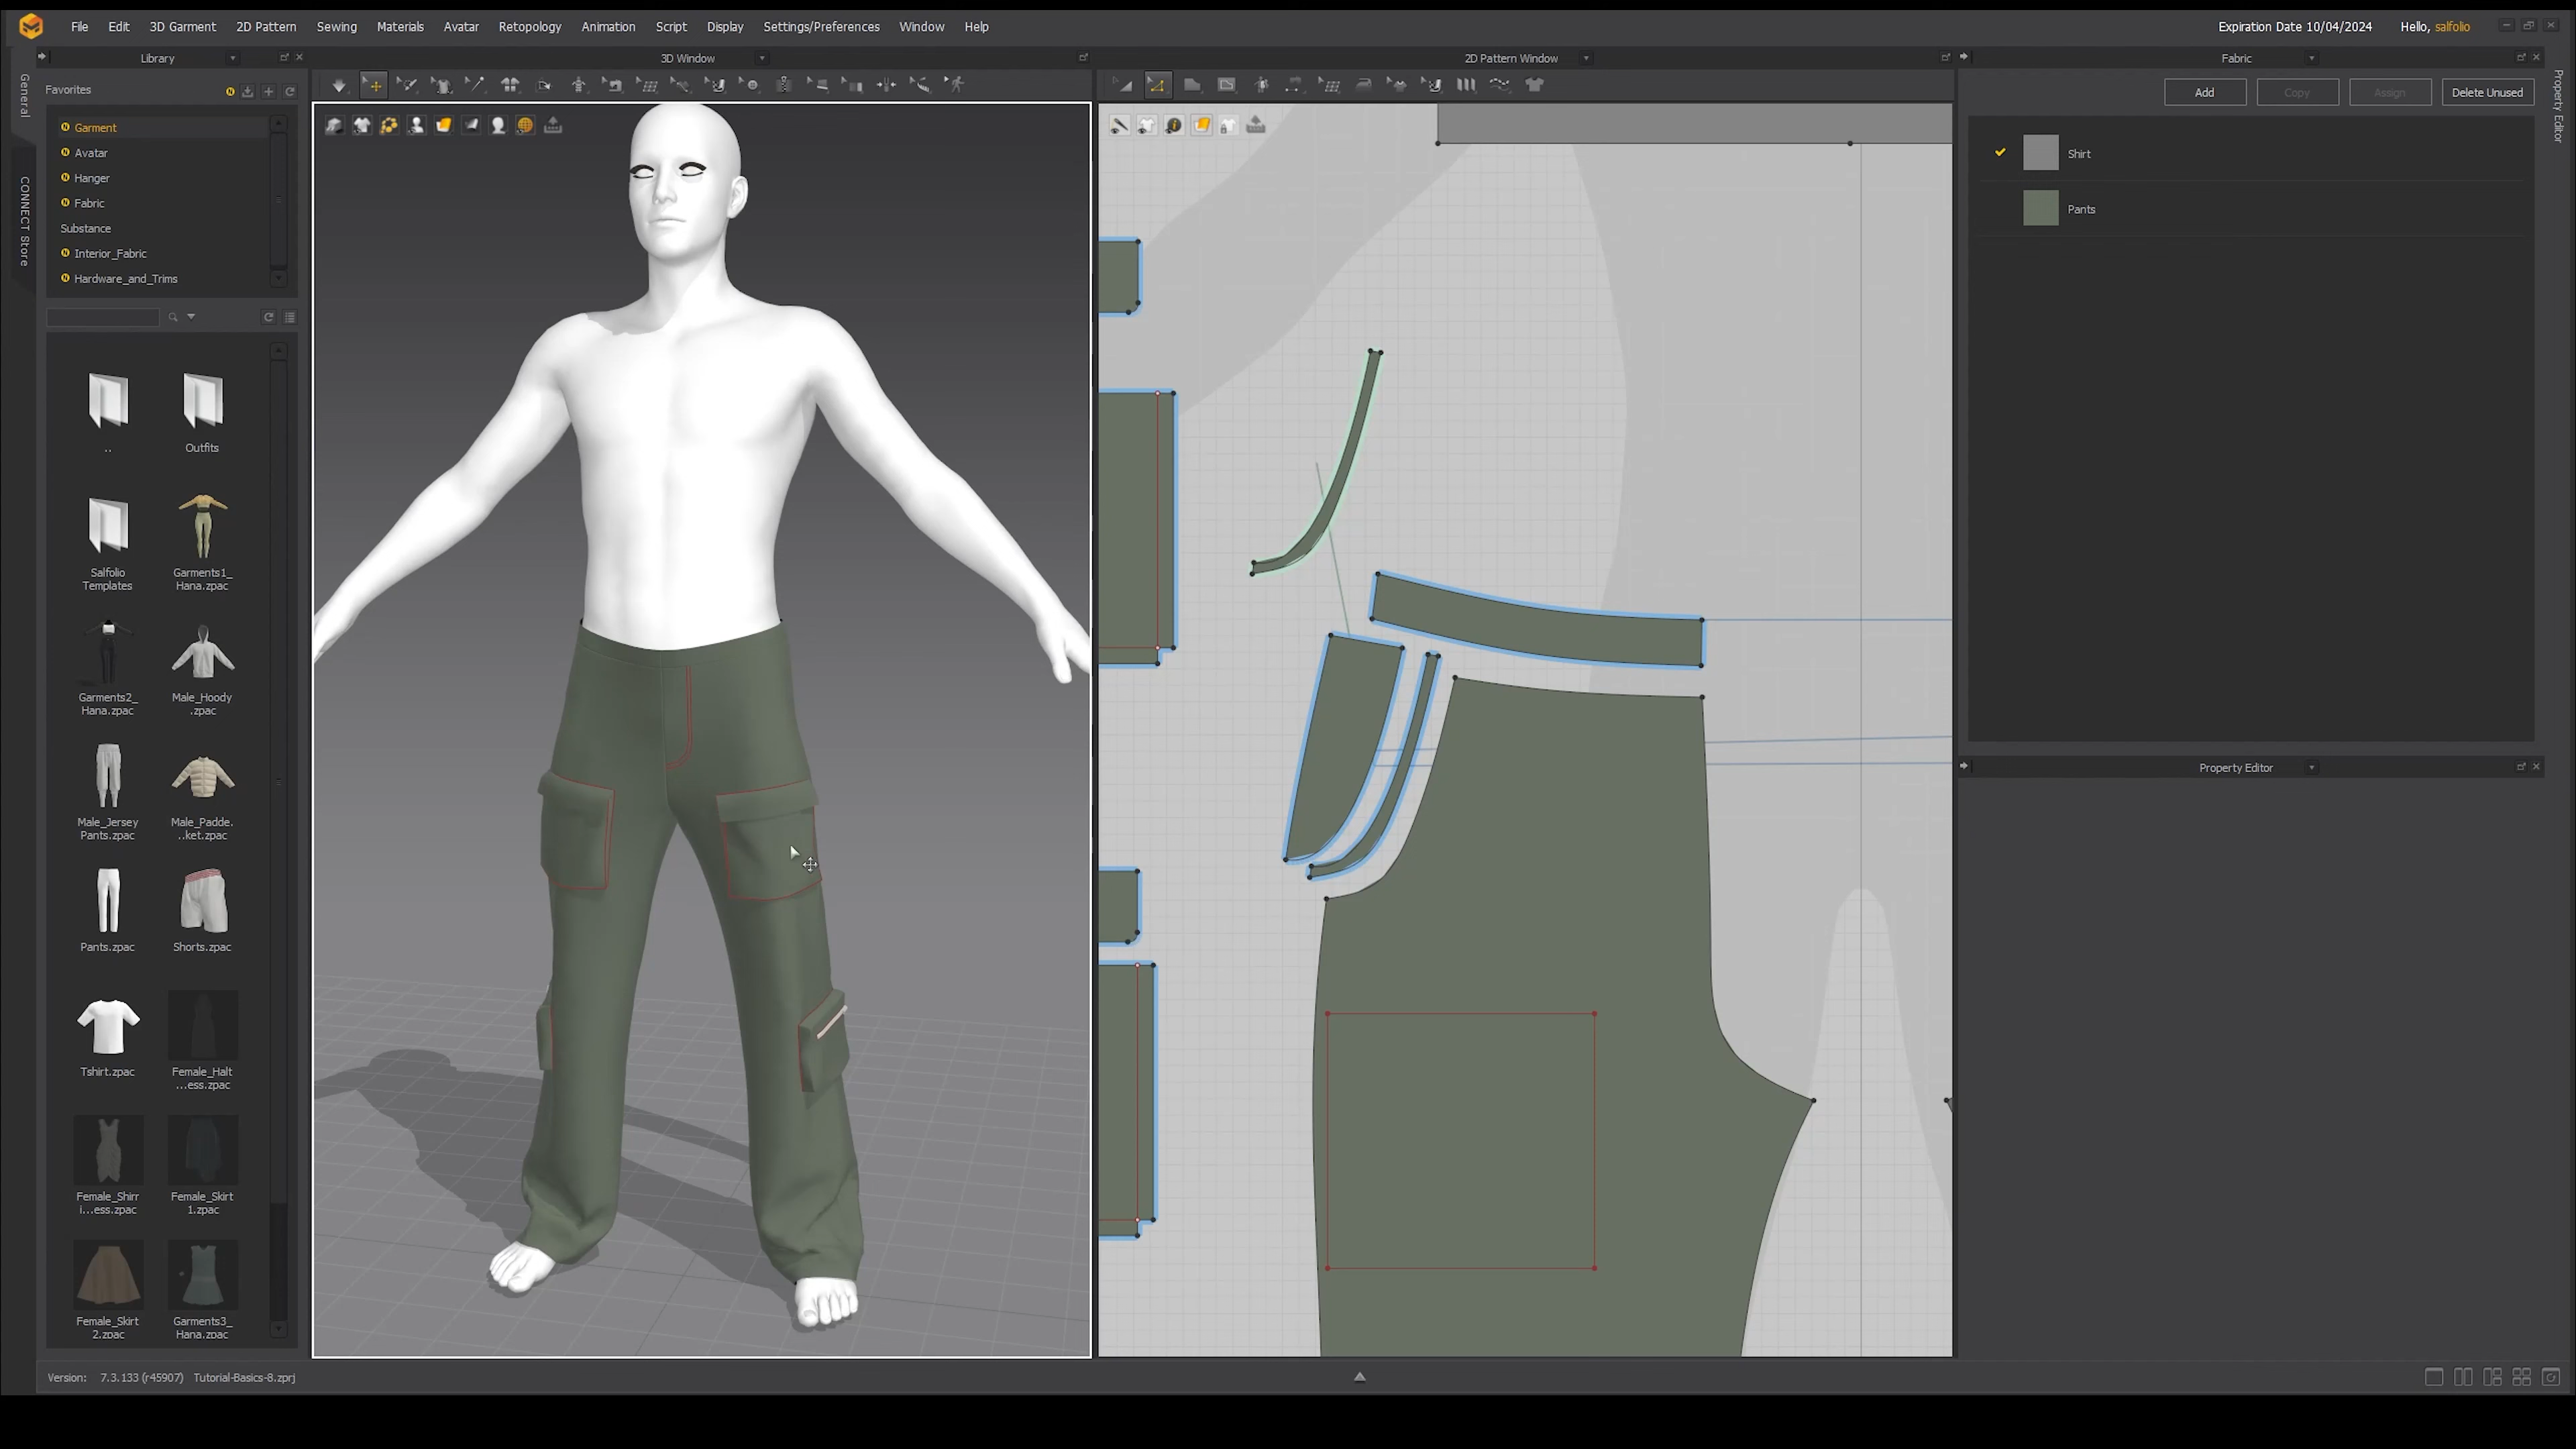 File Edit 3D Garment 2D Pattern Sewing Materials Avatar Retopology Animation Script Display Settings/Preferences Window Help
Expiration Date 10/04/2024 Hello, salfolio
General
CONNECT Store
Library
Favorites
Garment
Avatar
Hanger
Fabric
Substance
Interior_Fabric
Hardware_and_Trims
..
Outfits
Salfolio
Templates
Garments1_
Hana.zpac
Garments2_
Hana.zpac
Male_Hoody
.zpac
Male_Jersey
Pants.zpac
Male_Padde.
..ket.zpac
Pants.zpac
Shorts.zpac
Tshirt.zpac
Female_Halt
...ess.zpac
Female_Shirr
i...ess.zpac
Female_Skirt
1.zpac
Female_Skirt
2.zpac
Garments3_
Hana.zpac
3D Window
2D Pattern Window
Fabric
Add Copy Assign Delete Unused
Shirt
Pants
Property Editor
Property Editor
Version: 7.3.133 (r45907) Tutorial-Basics-8.zprj